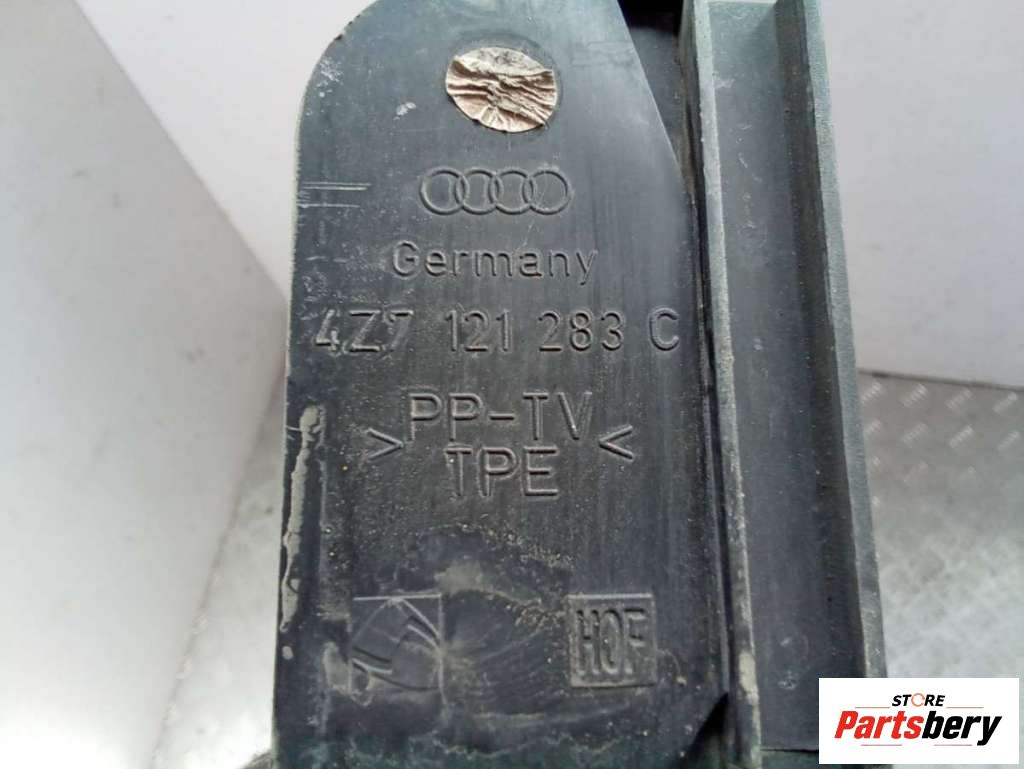 Germany
4Z7 121 283 C
>PP-TV<
TPE
HOF
STORE
Partsbery